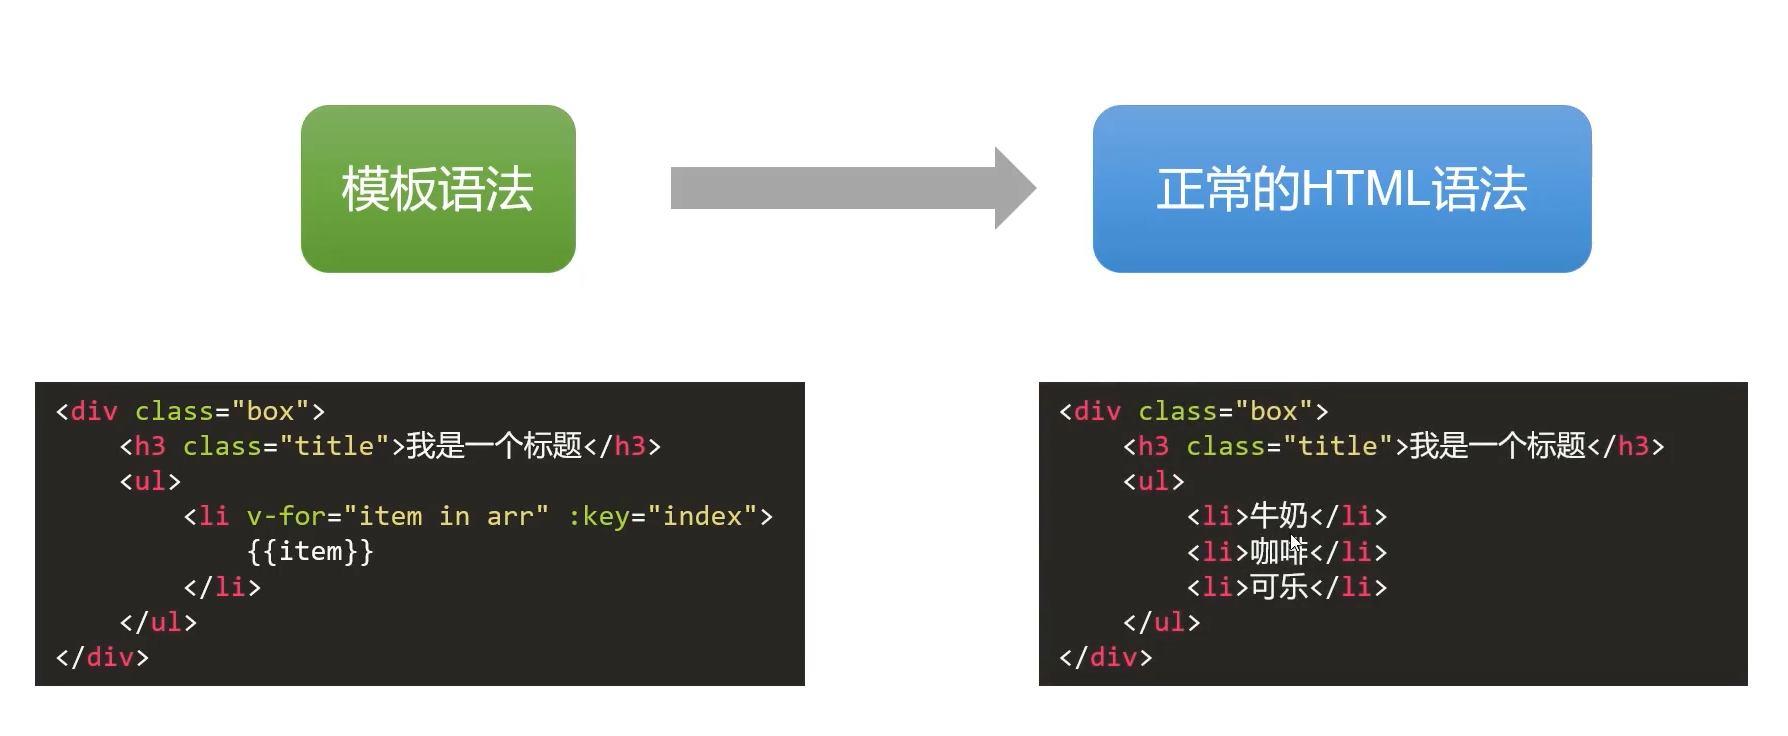 模板语法
正常的HTML语法
<div class="box">
    <h3 class="title">我是一个标题</h3>
    <ul>
        <li v-for="item in arr" :key="index">
            {{item}}
        </li>
    </ul>
</div>
<div class="box">
    <h3 class="title">我是一个标题</h3>
    <ul>
        <li>牛奶</li>
        <li>咖啡</li>
        <li>可乐</li>
    </ul>
</div>